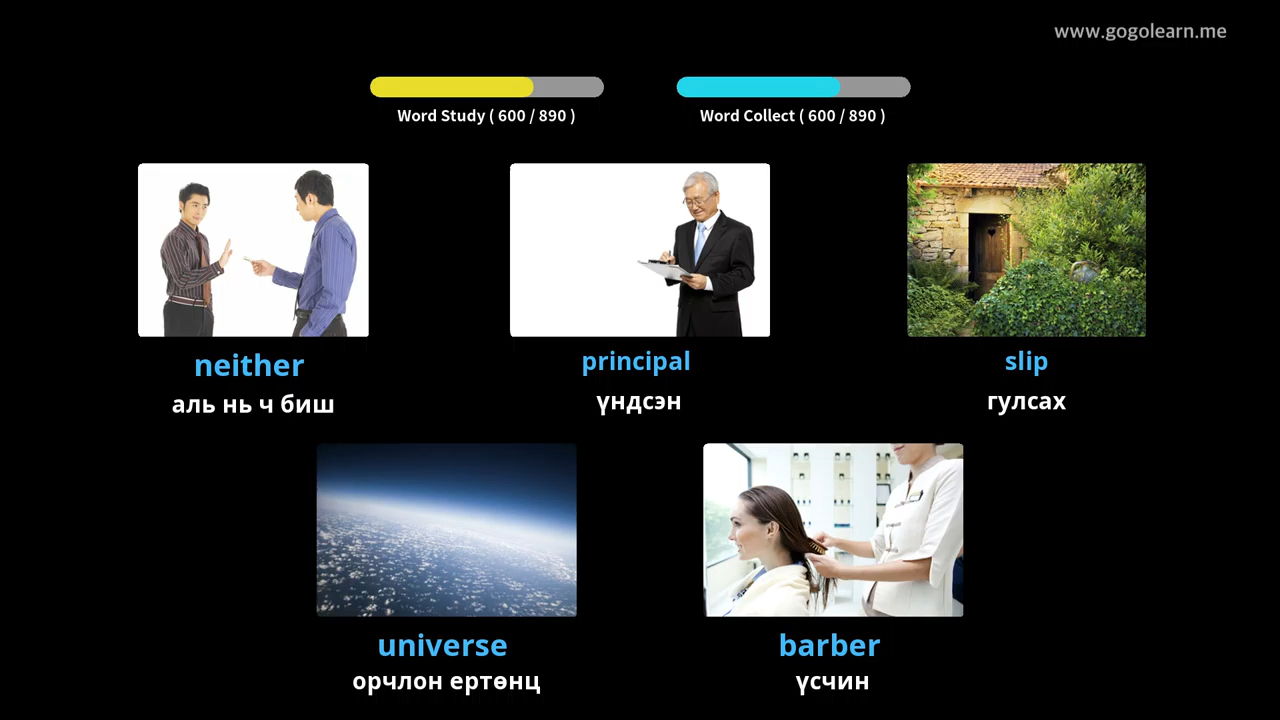 www.gogolearn.me
Word Study ( 600 / 890 )
Word Collect ( 600 / 890 )
neither
аль нь ч биш
principal
үндсэн
slip
гулсах
universe
орчлон ертөнц
barber
үсчин